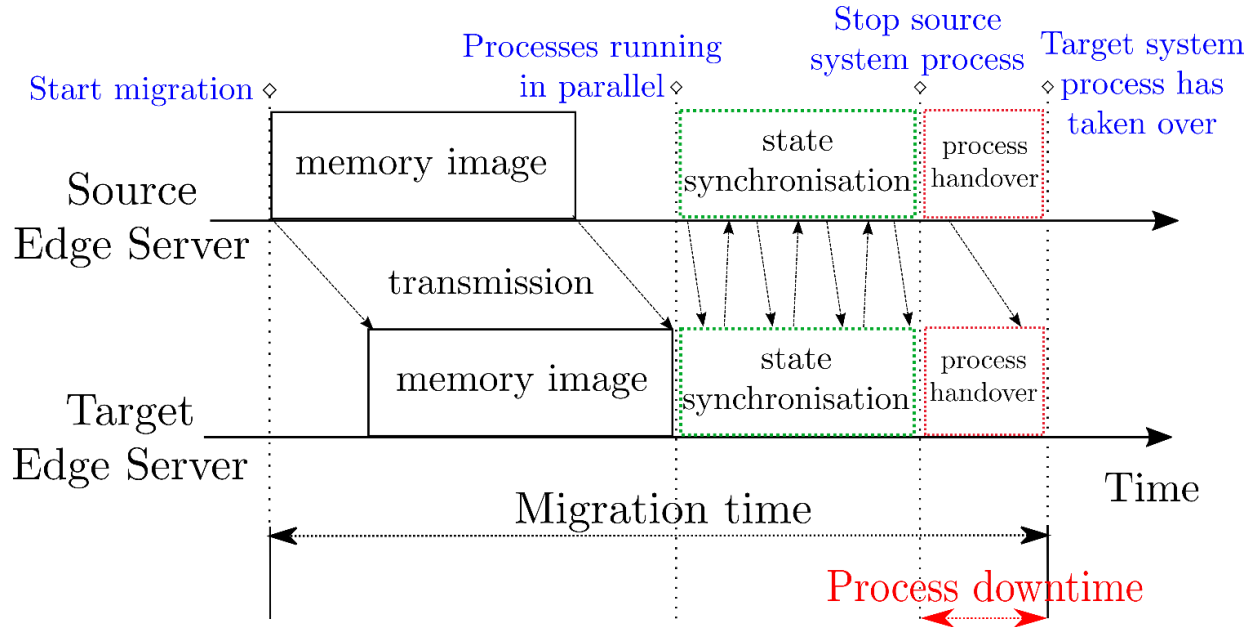 Start migration
Processes running
in parallel
Stop source
system process
Target system
process has
taken over
Source
Edge Server
memory image
state
synchronisation
process
handover
transmission
Target
Edge Server
memory image
state
synchronisation
process
handover
Time
Migration time
Process downtime